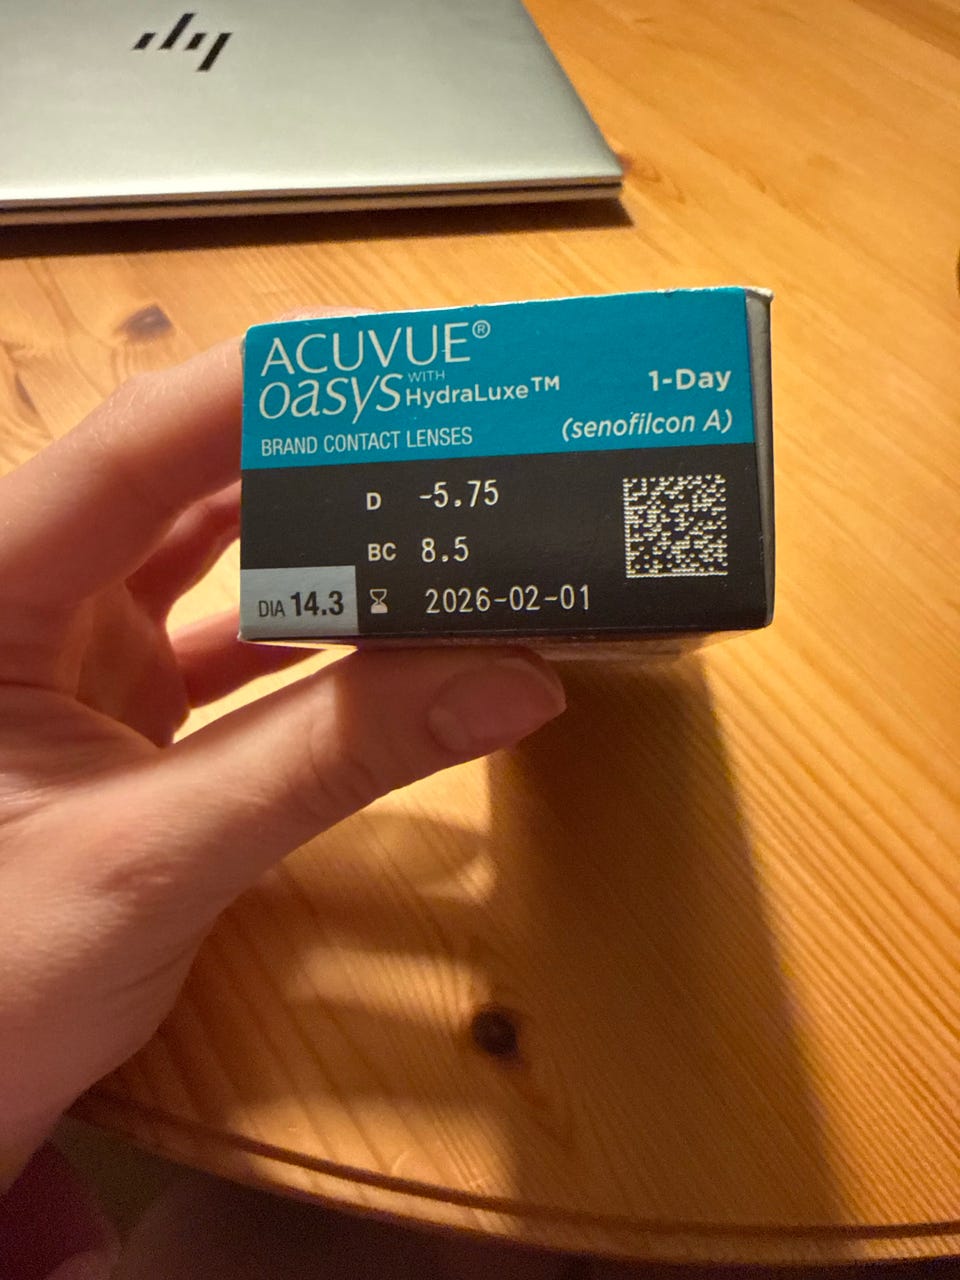 hp
ACUVUE®
oasys WITH HydraLuxe™ 1-Day
BRAND CONTACT LENSES (senofilcon A)
D -5.75
BC 8.5
DIA 14.3 2026-02-01